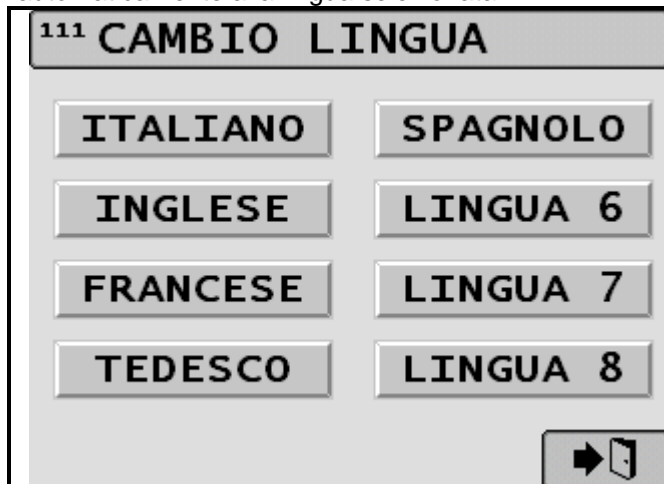 111 CAMBIO LINGUA
ITALIANO SPAGNOLO
INGLESE LINGUA 6
FRANCESE LINGUA 7
TEDESCO LINGUA 8